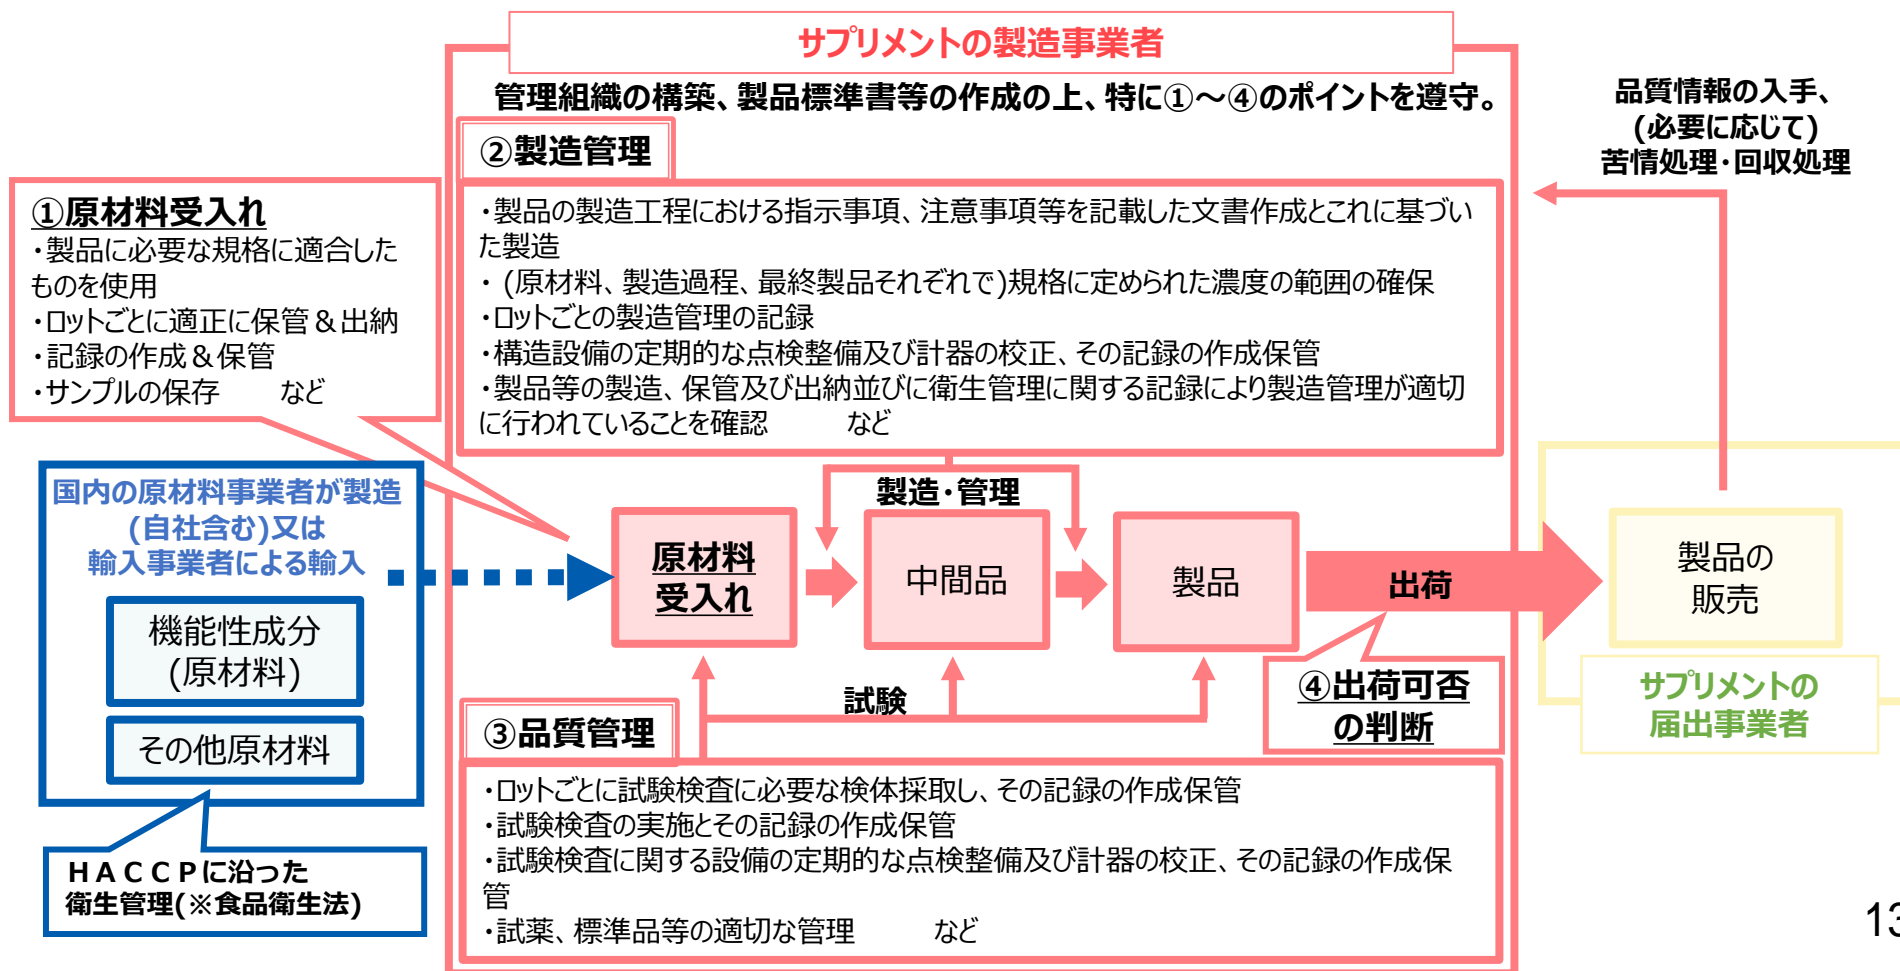 サプリメントの製造事業者
管理組織の構築、製品標準書等の作成の上、特に①～④のポイントを遵守。
②製造管理
・製品の製造工程における指示事項、注意事項等を記載した文書作成とこれに基づい
た製造
・ (原材料、製造過程、最終製品それぞれで)規格に定められた濃度の範囲の確保
・ロットごとの製造管理の記録
・構造設備の定期的な点検整備及び計器の校正、その記録の作成保管
・製品等の製造、保管及び出納並びに衛生管理に関する記録により製造管理が適切
に行われていることを確認　　　など
①原材料受入れ
・製品に必要な規格に適合した
ものを使用
・ロットごとに適正に保管＆出納
・記録の作成＆保管
・サンプルの保存　　など
品質情報の入手、
(必要に応じて)
苦情処理・回収処理
国内の原材料事業者が製造
(自社含む)又は
輸入事業者による輸入
機能性成分
(原材料)
その他原材料
ＨＡＣＣＰに沿った
衛生管理(※食品衛生法)
製造・管理
原材料
受入れ
中間品
製品
出荷
製品の
販売
サプリメントの
届出事業者
④出荷可否
の判断
試験
③品質管理
・ロットごとに試験検査に必要な検体採取し、その記録の作成保管
・試験検査の実施とその記録の作成保管
・試験検査に関する設備の定期的な点検整備及び計器の校正、その記録の作成保
管
・試薬、標準品等の適切な管理　　　など
13